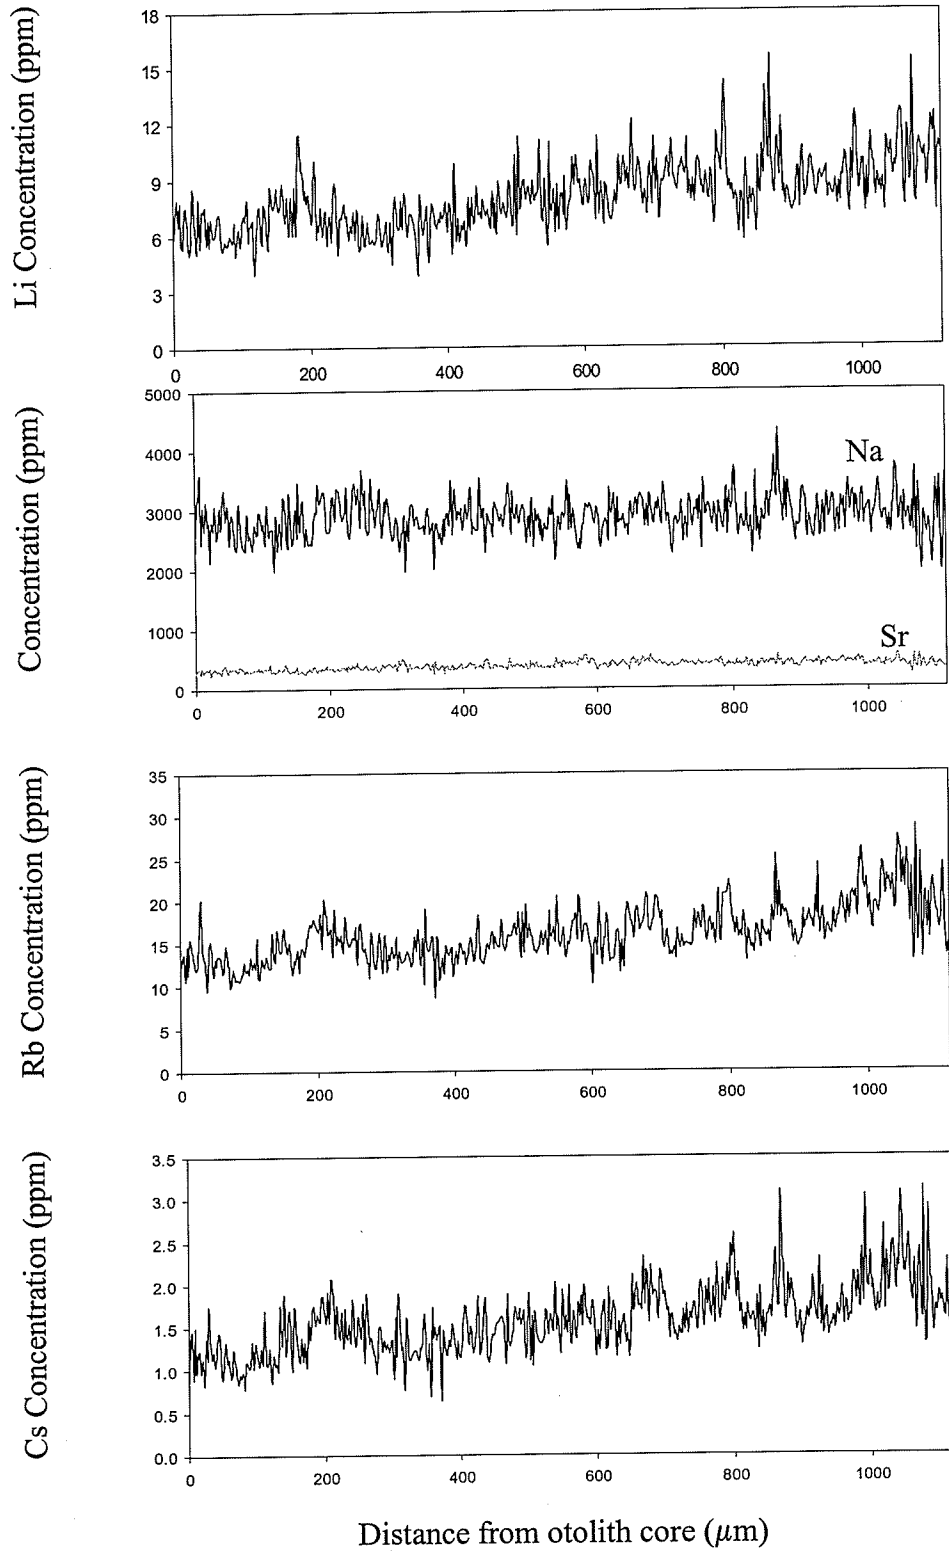 Li Concentration (ppm)
18
15
12
9
6
3
0
0 200 400 600 800 1000
Concentration (ppm)
5000
4000
3000
2000
1000
0
Na
Sr
0 200 400 600 800 1000
Rb Concentration (ppm)
35
30
25
20
15
10
5
0
0 200 400 600 800 1000
Cs Concentration (ppm)
3.5
3.0
2.5
2.0
1.5
1.0
0.5
0.0
0 200 400 600 800 1000
Distance from otolith core (μm)